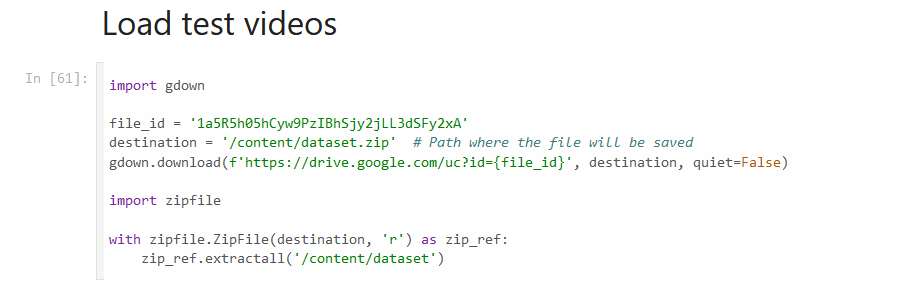 Load test videos
In [61]:
import gdown
file_id = '1a5R5h05hCyw9PzIBhSjy2jLL3dSFy2xA'
destination = '/content/dataset.zip'  # Path where the file will be saved
gdown.download(f'https://drive.google.com/uc?id={file_id}', destination, quiet=False)
import zipfile
with zipfile.ZipFile(destination, 'r') as zip_ref:
    zip_ref.extractall('/content/dataset')